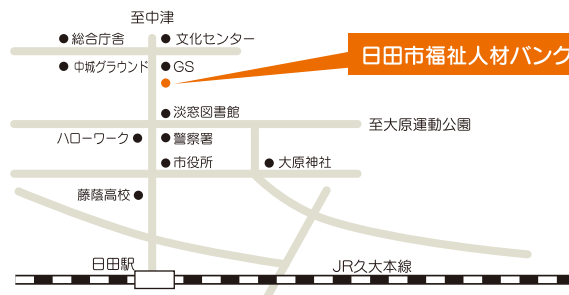 至中津
総合庁舎
文化センター
日田市福祉人材バンク
中城グラウンド
GS
淡窓図書館
至大原運動公園
ハローワーク
警察署
市役所
大原神社
藤蔭高校
日田駅
JR久大本線